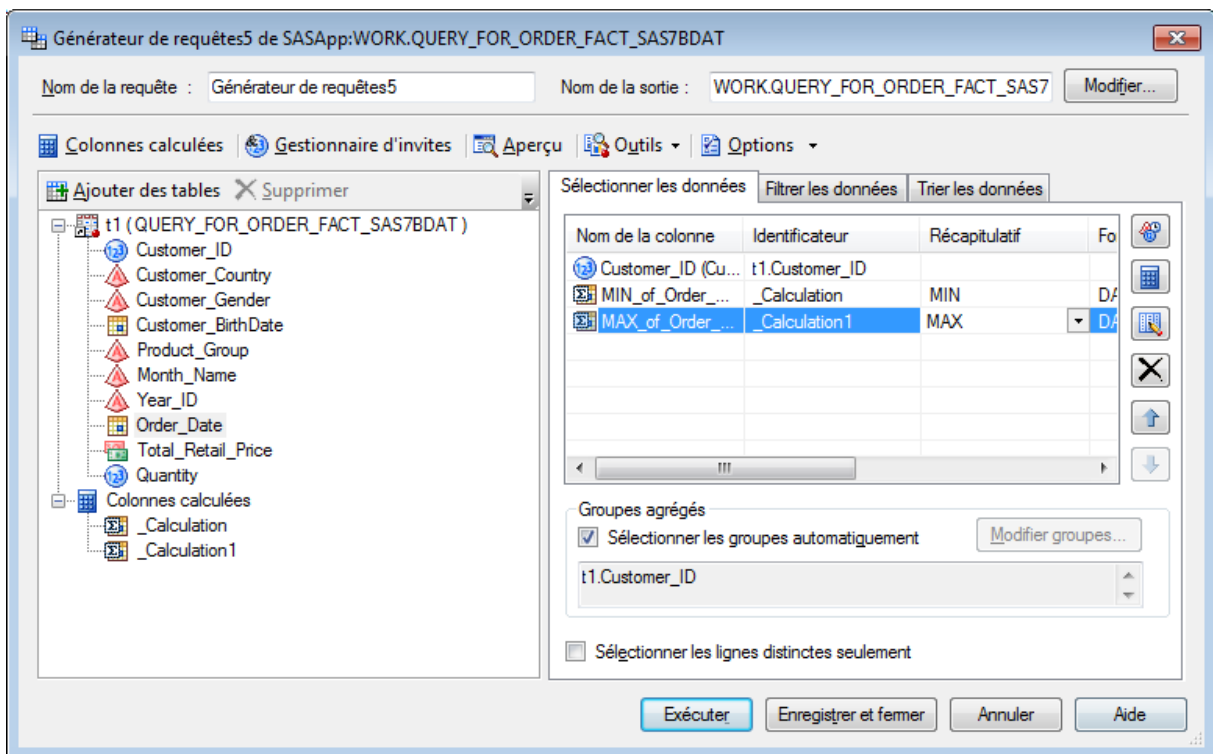 Générateur de requêtes5 de SASApp:WORK.QUERY_FOR_ORDER_FACT_SAS7BDAT
Nom de la requête : Générateur de requêtes5 Nom de la sortie : WORK.QUERY_FOR_ORDER_FACT_SAS7 Modifier...
Colonnes calculées Gestionnaire d'invites Aperçu Outils Options
Ajouter des tables Supprimer
t1 ( QUERY_FOR_ORDER_FACT_SAS7BDAT )
Customer_ID
Customer_Country
Customer_Gender
Customer_BirthDate
Product_Group
Month_Name
Year_ID
Order_Date
Total_Retail_Price
Quantity
Colonnes calculées
_Calculation
_Calculation1
Sélectionner les données Filtrer les données Trier les données
Nom de la colonne Identificateur Récapitulatif Fo
Customer_ID (Cu... t1.Customer_ID
MIN_of_Order_... _Calculation MIN DA
MAX_of_Order_... _Calculation1 MAX DA
Groupes agrégés
Sélectionner les groupes automatiquement Modifier groupes...
t1.Customer_ID
Sélectionner les lignes distinctes seulement
Exécuter Enregistrer et fermer Annuler Aide